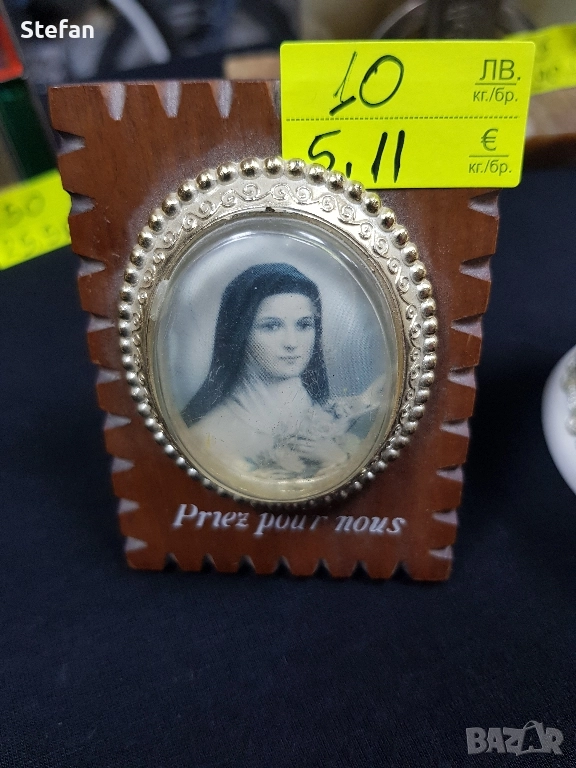 Stefan
10 ЛВ.
кг./бр.
5.11 €
кг./бр.
Priez pour nous
BAZAR